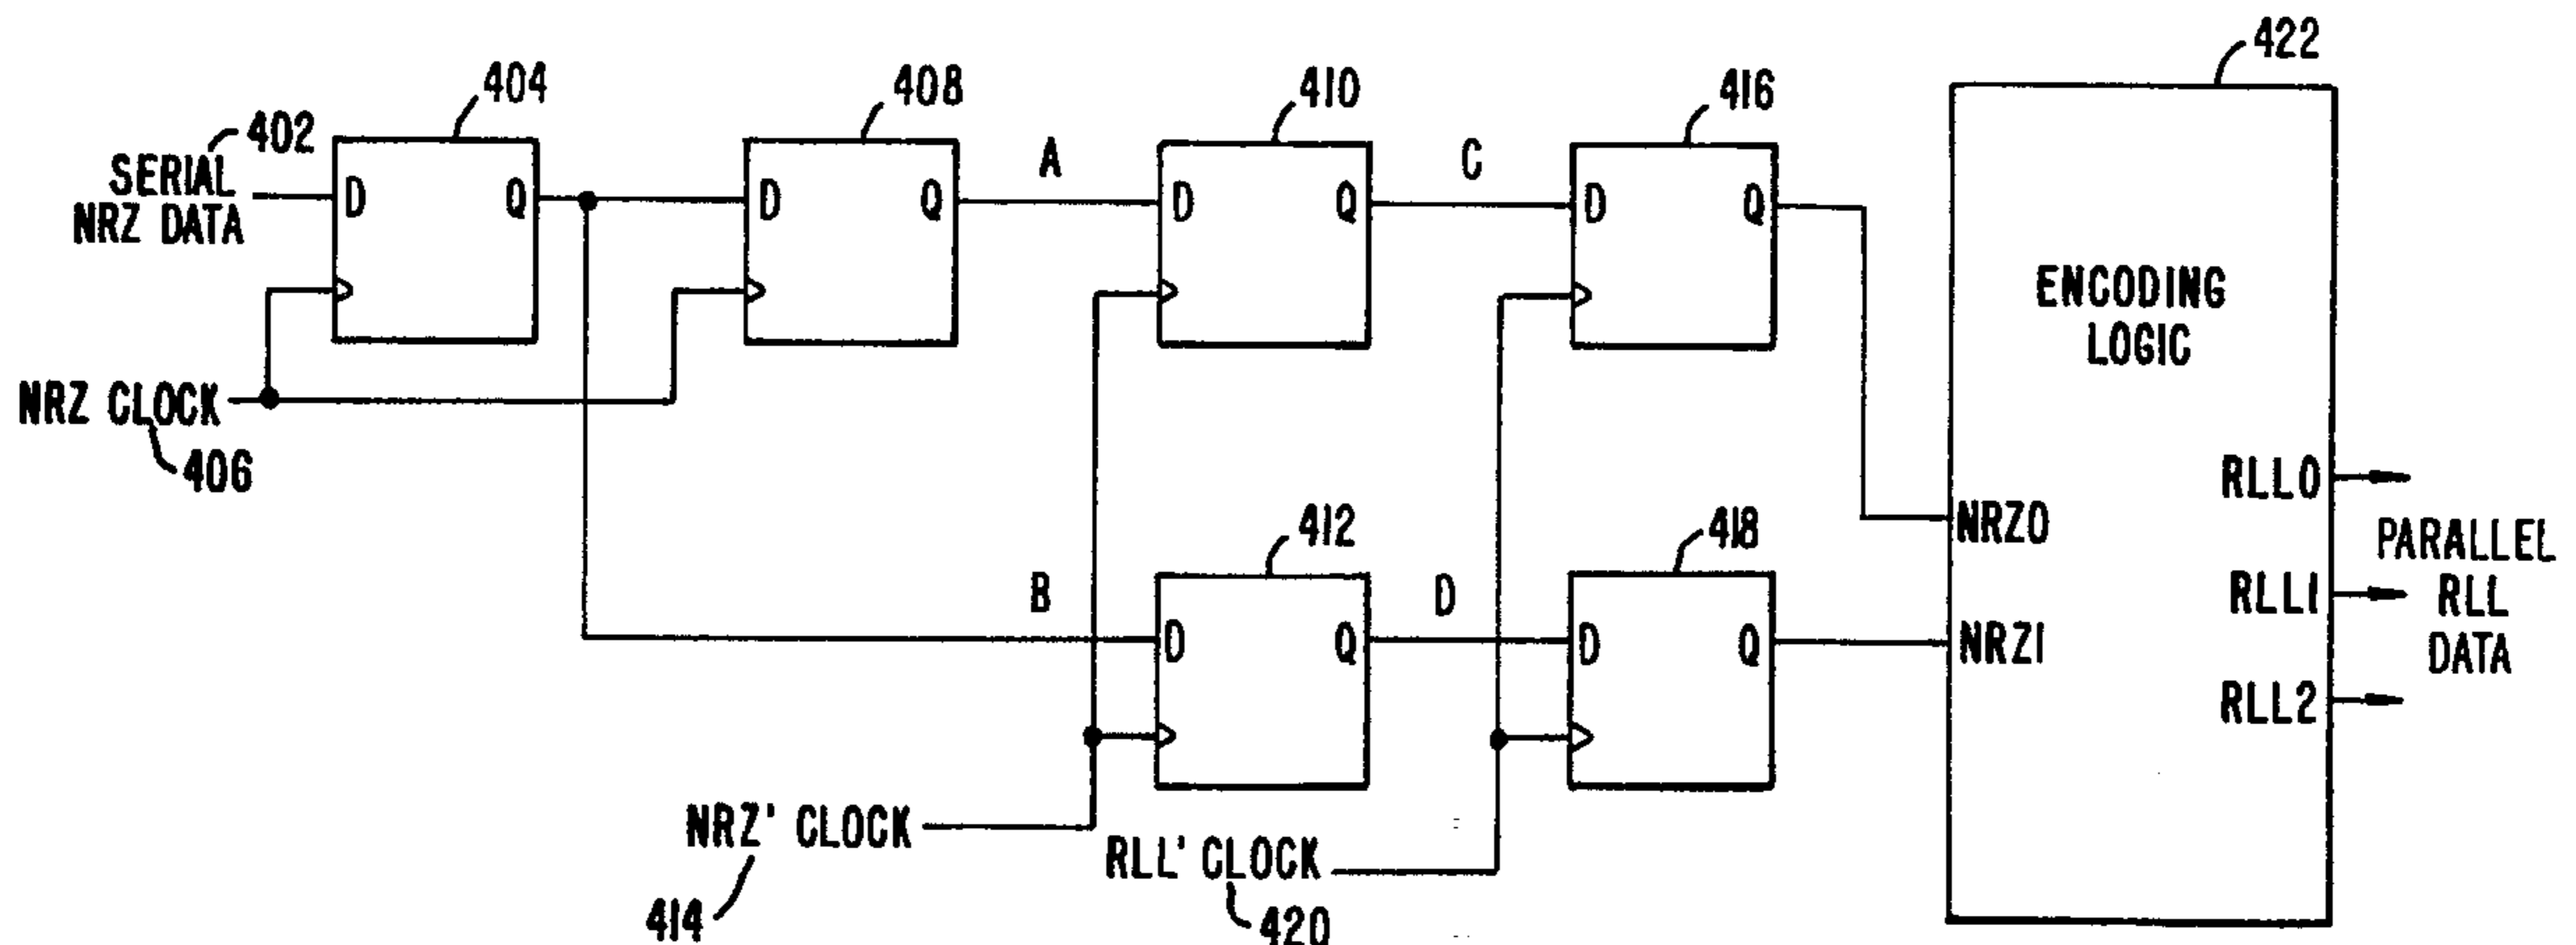 422
404
408
410
416
402
SERIAL
NRZ DATA
D Q
D Q
A
D Q
C
D Q
ENCODING
LOGIC
NRZ CLOCK
406
RLL0
NRZ0
PARALLEL
RLL
DATA
412
418
B
D
RLL1
D Q
D Q
NRZ1
RLL2
NRZ' CLOCK
414
RLL' CLOCK
420